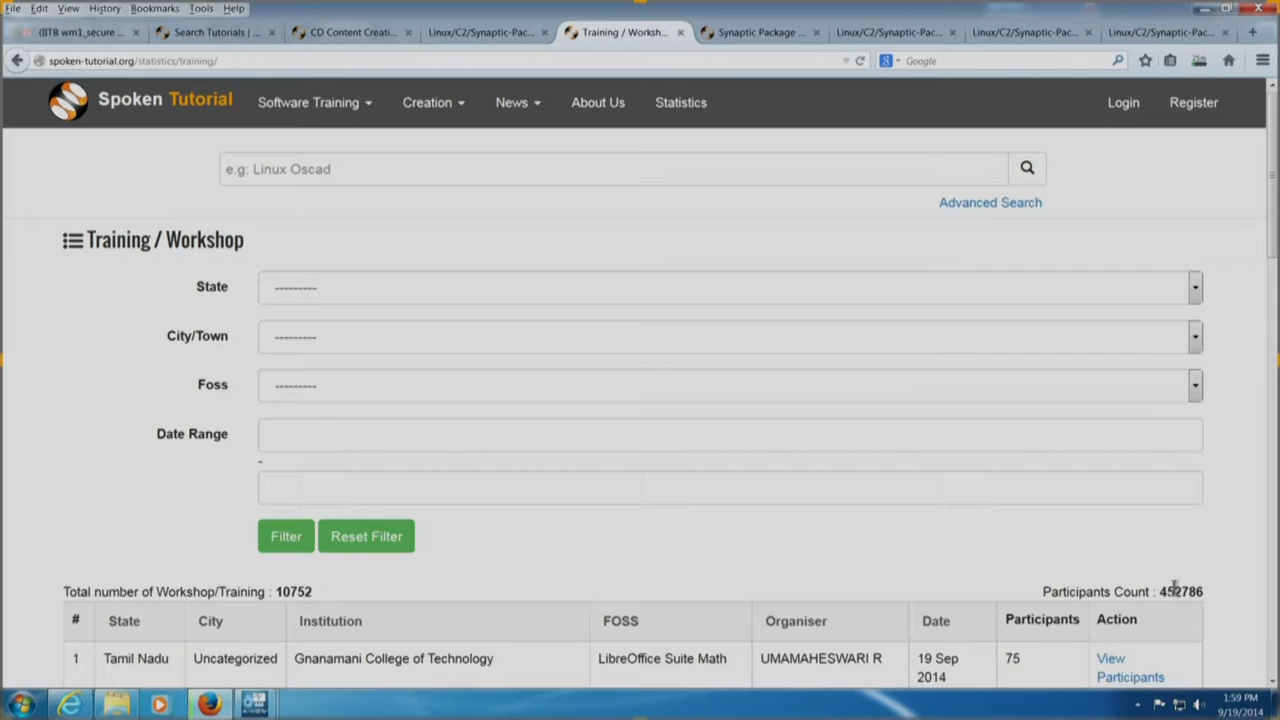 File Edit View History Bookmarks Tools Help
(IITB wm1_secure ... Search Tutorials | ... CD Content Creati... Linux/C2/Synaptic-Pac... Training / Worksh... Synaptic Package ... Linux/C2/Synaptic-Pac... Linux/C2/Synaptic-Pac... Linux/C2/Synaptic-Pac...
spoken-tutorial.org/statistics/training/ Google
Spoken Tutorial Software Training Creation News About Us Statistics Login Register
e.g: Linux Oscad
Advanced Search
Training / Workshop
State ---------
City/Town ---------
Foss ---------
Date Range
-
Filter Reset Filter
Total number of Workshop/Training : 10752 Participants Count : 452786
# State City Institution FOSS Organiser Date Participants Action
1 Tamil Nadu Uncategorized Gnanamani College of Technology LibreOffice Suite Math UMAMAHESWARI R 19 Sep 75 View
2014 Participants
1:59 PM
9/19/2014